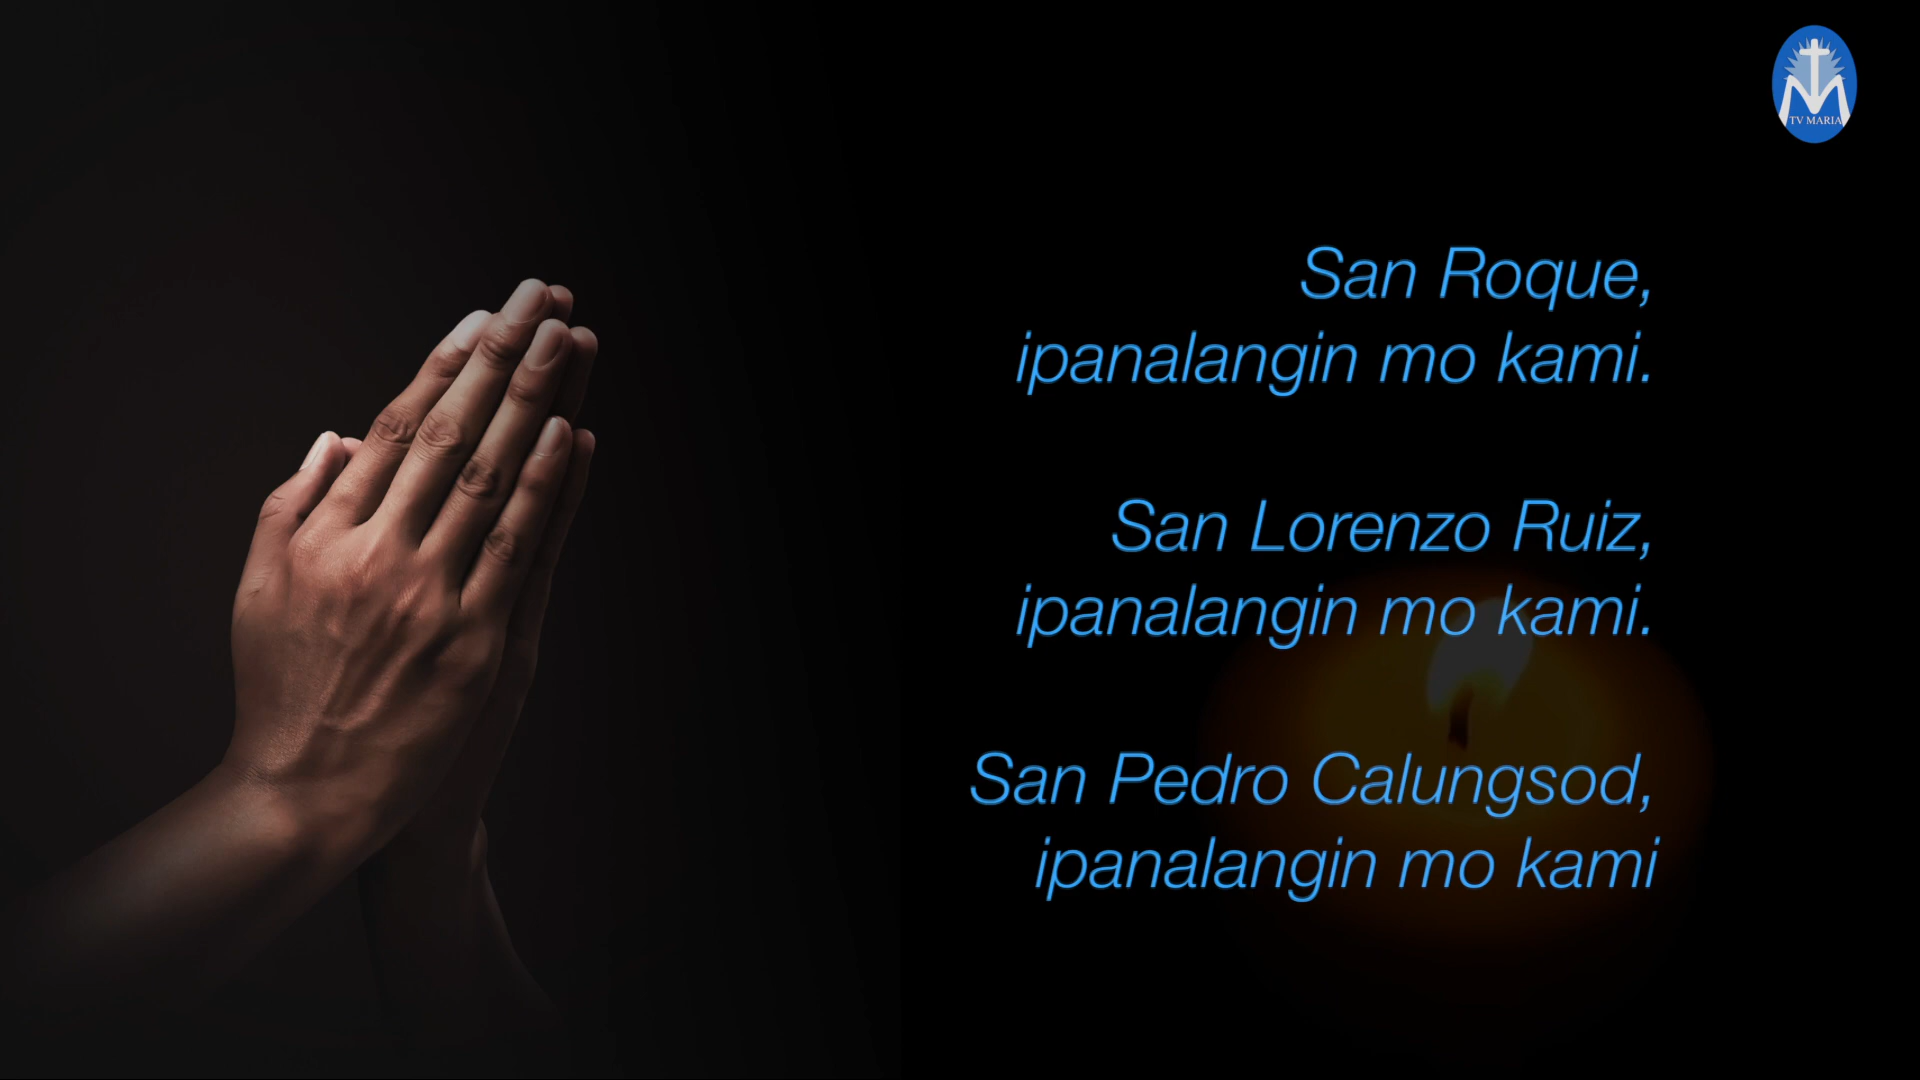 TV MARIA
San Roque,
ipanalangin mo kami.
San Lorenzo Ruiz,
ipanalangin mo kami.
San Pedro Calungsod,
ipanalangin mo kami